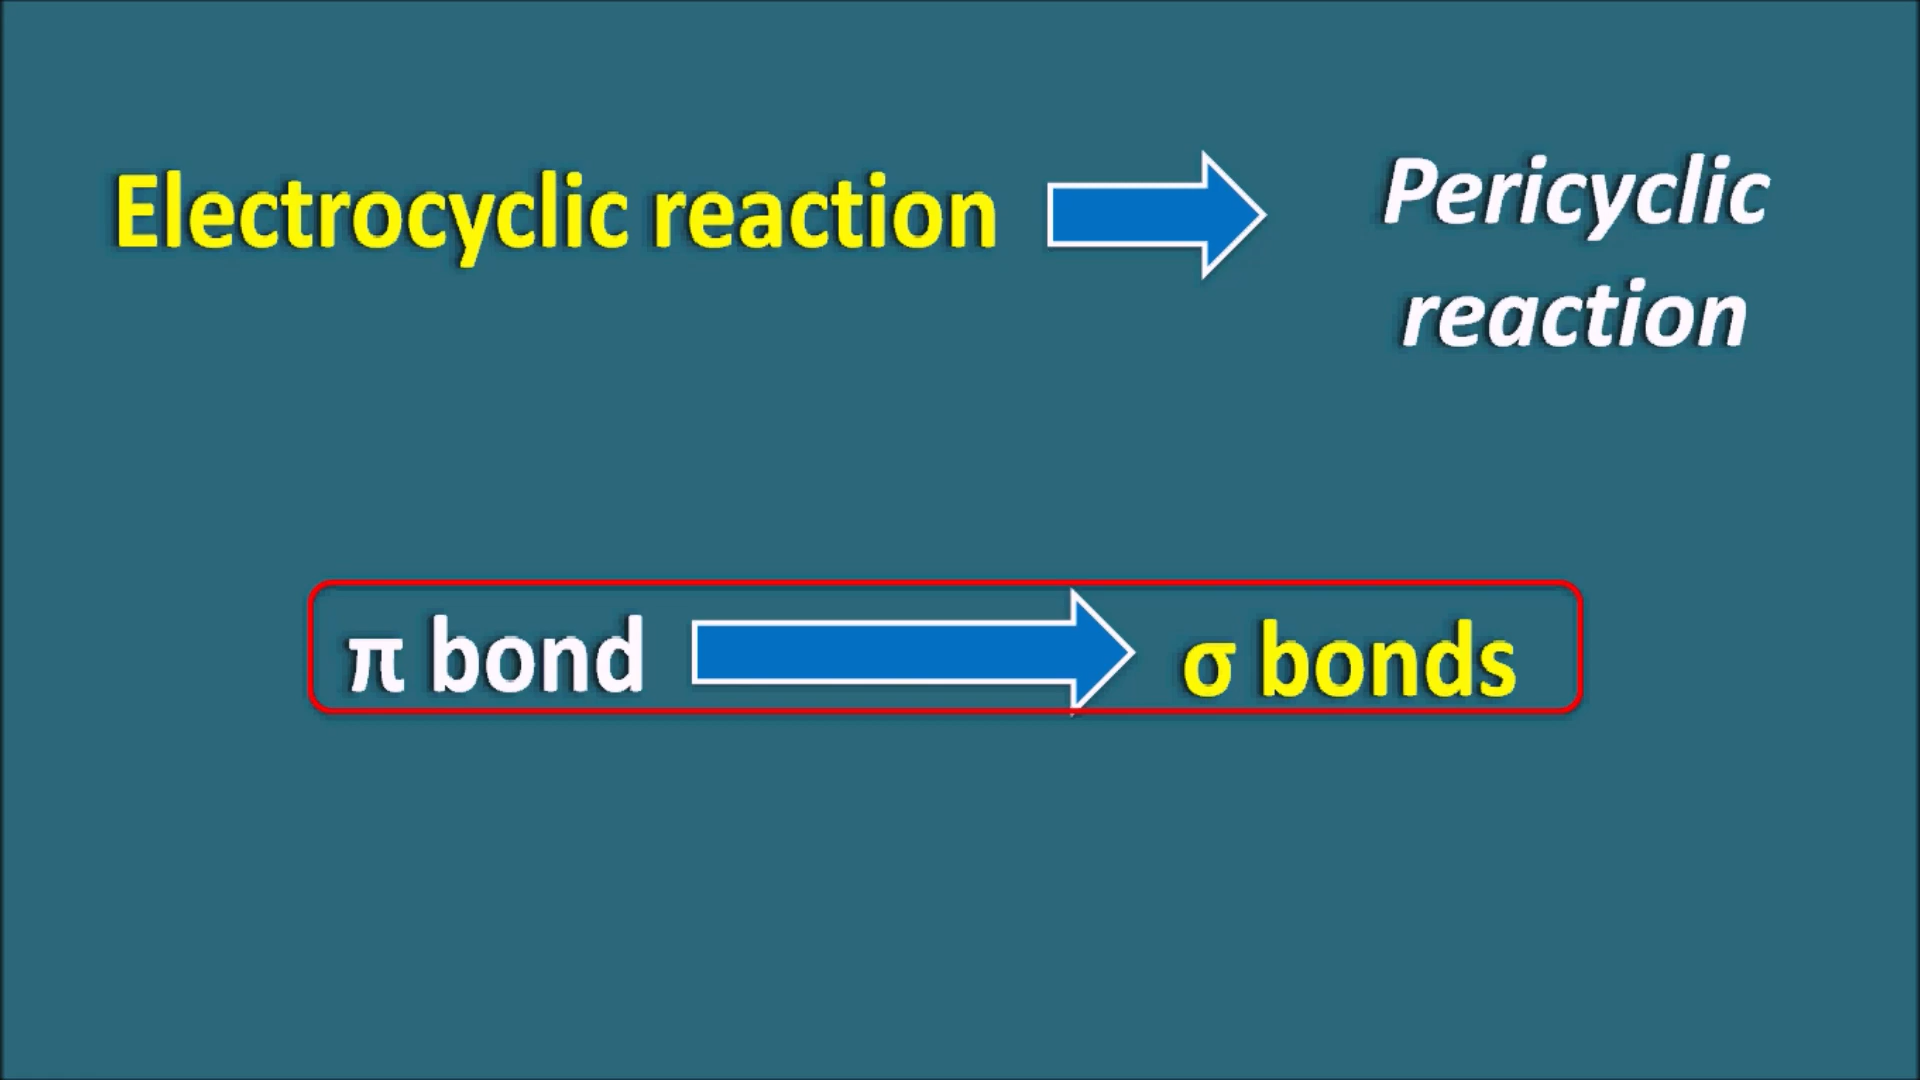 Electrocyclic reaction
Pericyclic
reaction
π bond
σ bonds